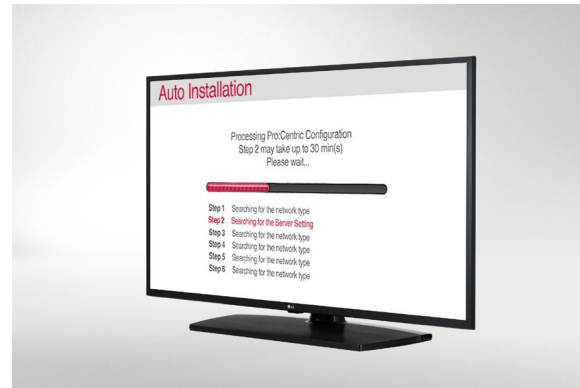 Auto Installation
Processing Pro:Centric Configuration
Step 2 may take up to 30 min(s)
Please wait...
Step 1 Searching for the network type
Step 2 Searching for the Server Setting
Step 3 Searching for the network type
Step 4 Searching for the network type
Step 5 Searching for the network type
Step 6 Searching for the network type
LG